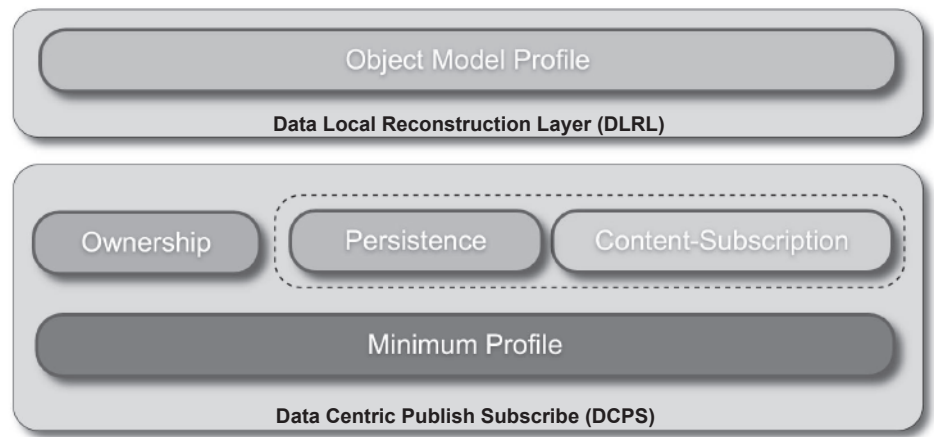 Object Model Profile
Data Local Reconstruction Layer (DLRL)
Ownership
Persistence
Content-Subscription
Minimum Profile
Data Centric Publish Subscribe (DCPS)